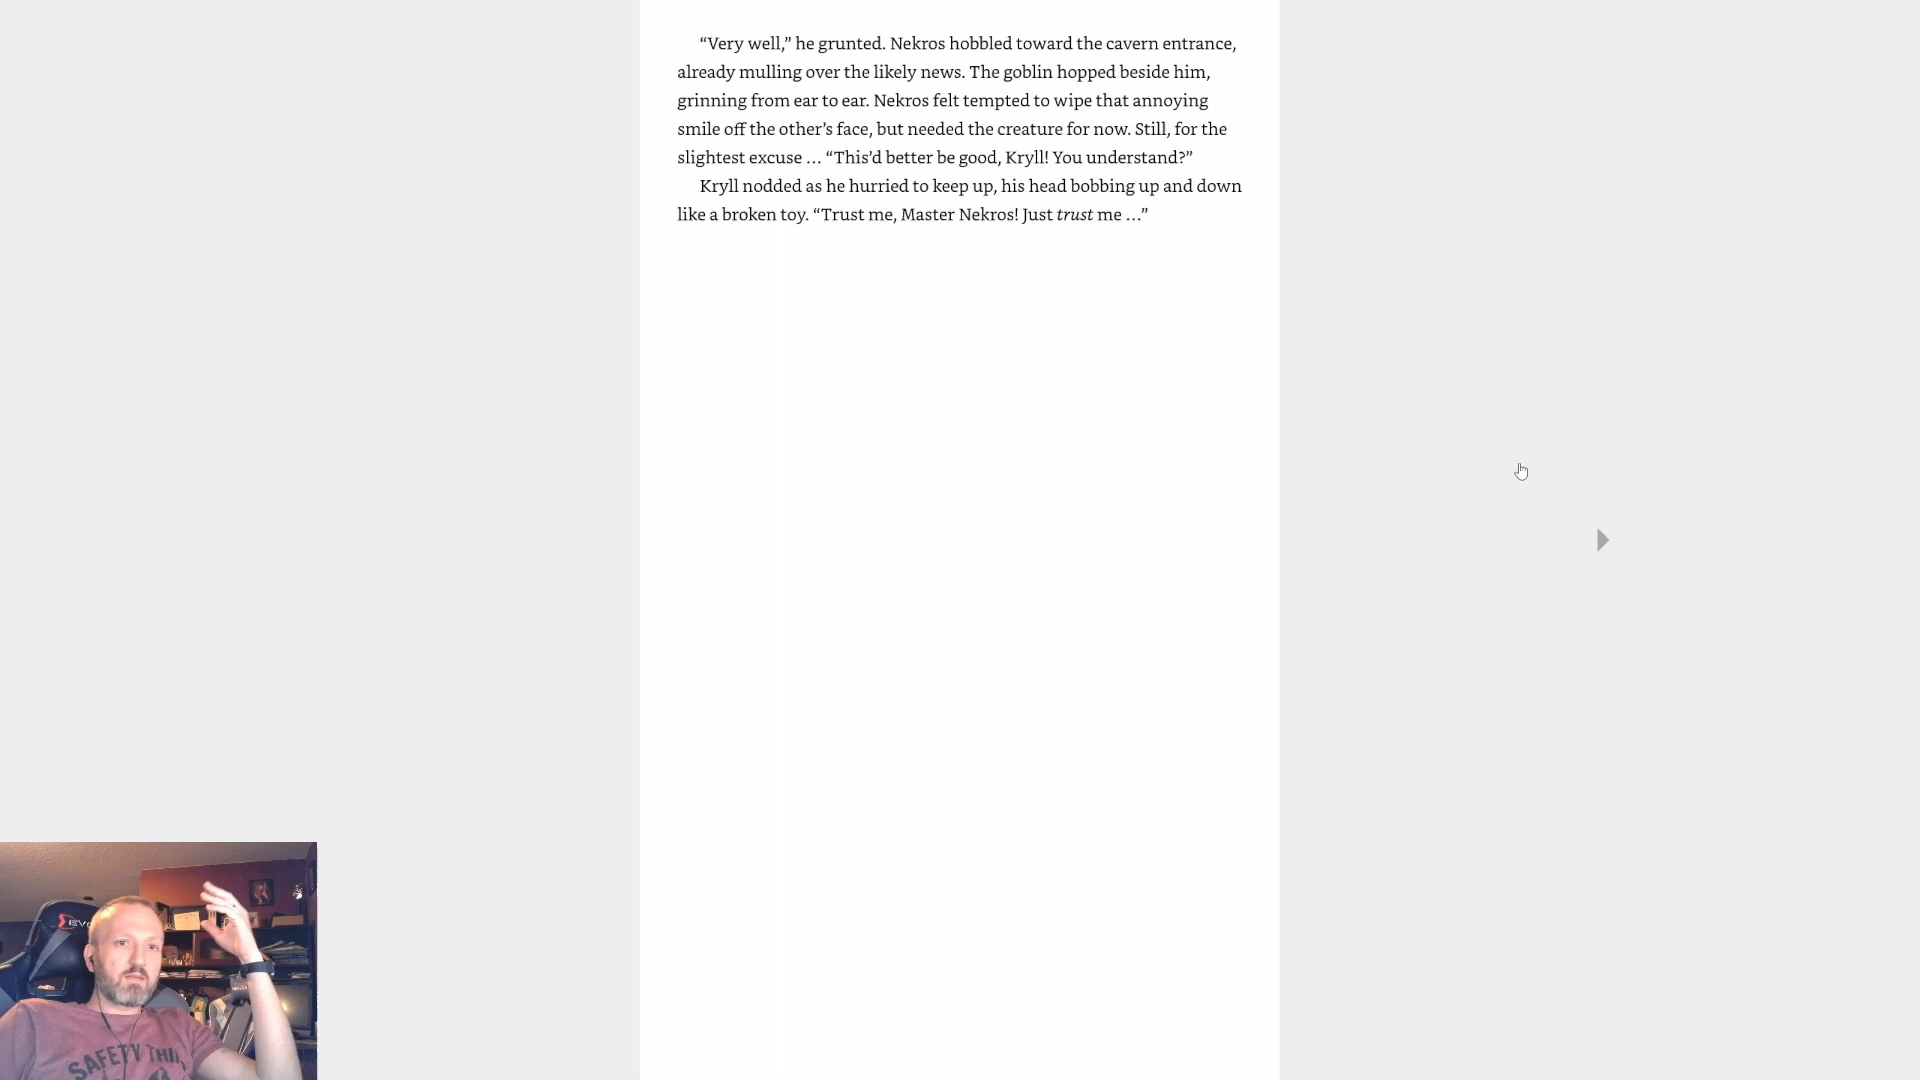 “Very well,” he grunted. Nekros hobbled toward the cavern entrance,
already mulling over the likely news. The goblin hopped beside him,
grinning from ear to ear. Nekros felt tempted to wipe that annoying
smile off the other’s face, but needed the creature for now. Still, for the
slightest excuse … “This’d better be good, Kryll! You understand?”
Kryll nodded as he hurried to keep up, his head bobbing up and down
like a broken toy. “Trust me, Master Nekros! Just trust me …”
SAFETY